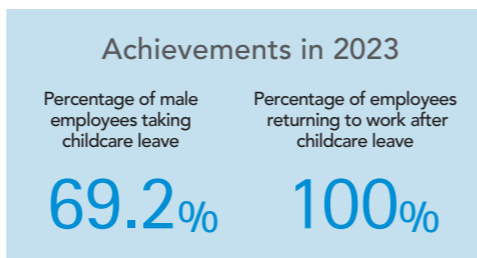 Achievements in 2023
Percentage of male
employees taking
childcare leave
69.2%
Percentage of employees
returning to work after
childcare leave
100%